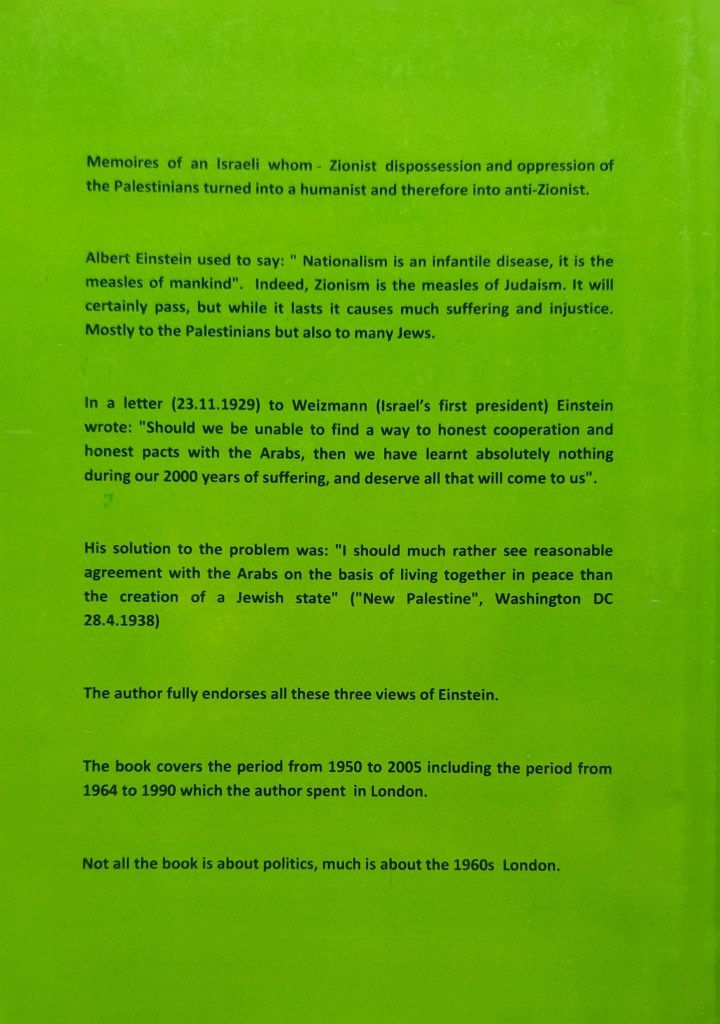 Memoires of an Israeli whom - Zionist dispossession and oppression of
the Palestinians turned into a humanist and therefore into anti-Zionist.
Albert Einstein used to say: " Nationalism is an infantile disease, it is the
measles of mankind". Indeed, Zionism is the measles of Judaism. It will
certainly pass, but while it lasts it causes much suffering and injustice.
Mostly to the Palestinians but also to many Jews.
In a letter (23.11.1929) to Weizmann (Israel's first president) Einstein
wrote: "Should we be unable to find a way to honest cooperation and
honest pacts with the Arabs, then we have learnt absolutely nothing
during our 2000 years of suffering, and deserve all that will come to us".
His solution to the problem was: "I should much rather see reasonable
agreement with the Arabs on the basis of living together in peace than
the creation of a Jewish state" ("New Palestine", Washington DC
28.4.1938)
The author fully endorses all these three views of Einstein.
The book covers the period from 1950 to 2005 including the period from
1964 to 1990 which the author spent in London.
Not all the book is about politics, much is about the 1960s London.